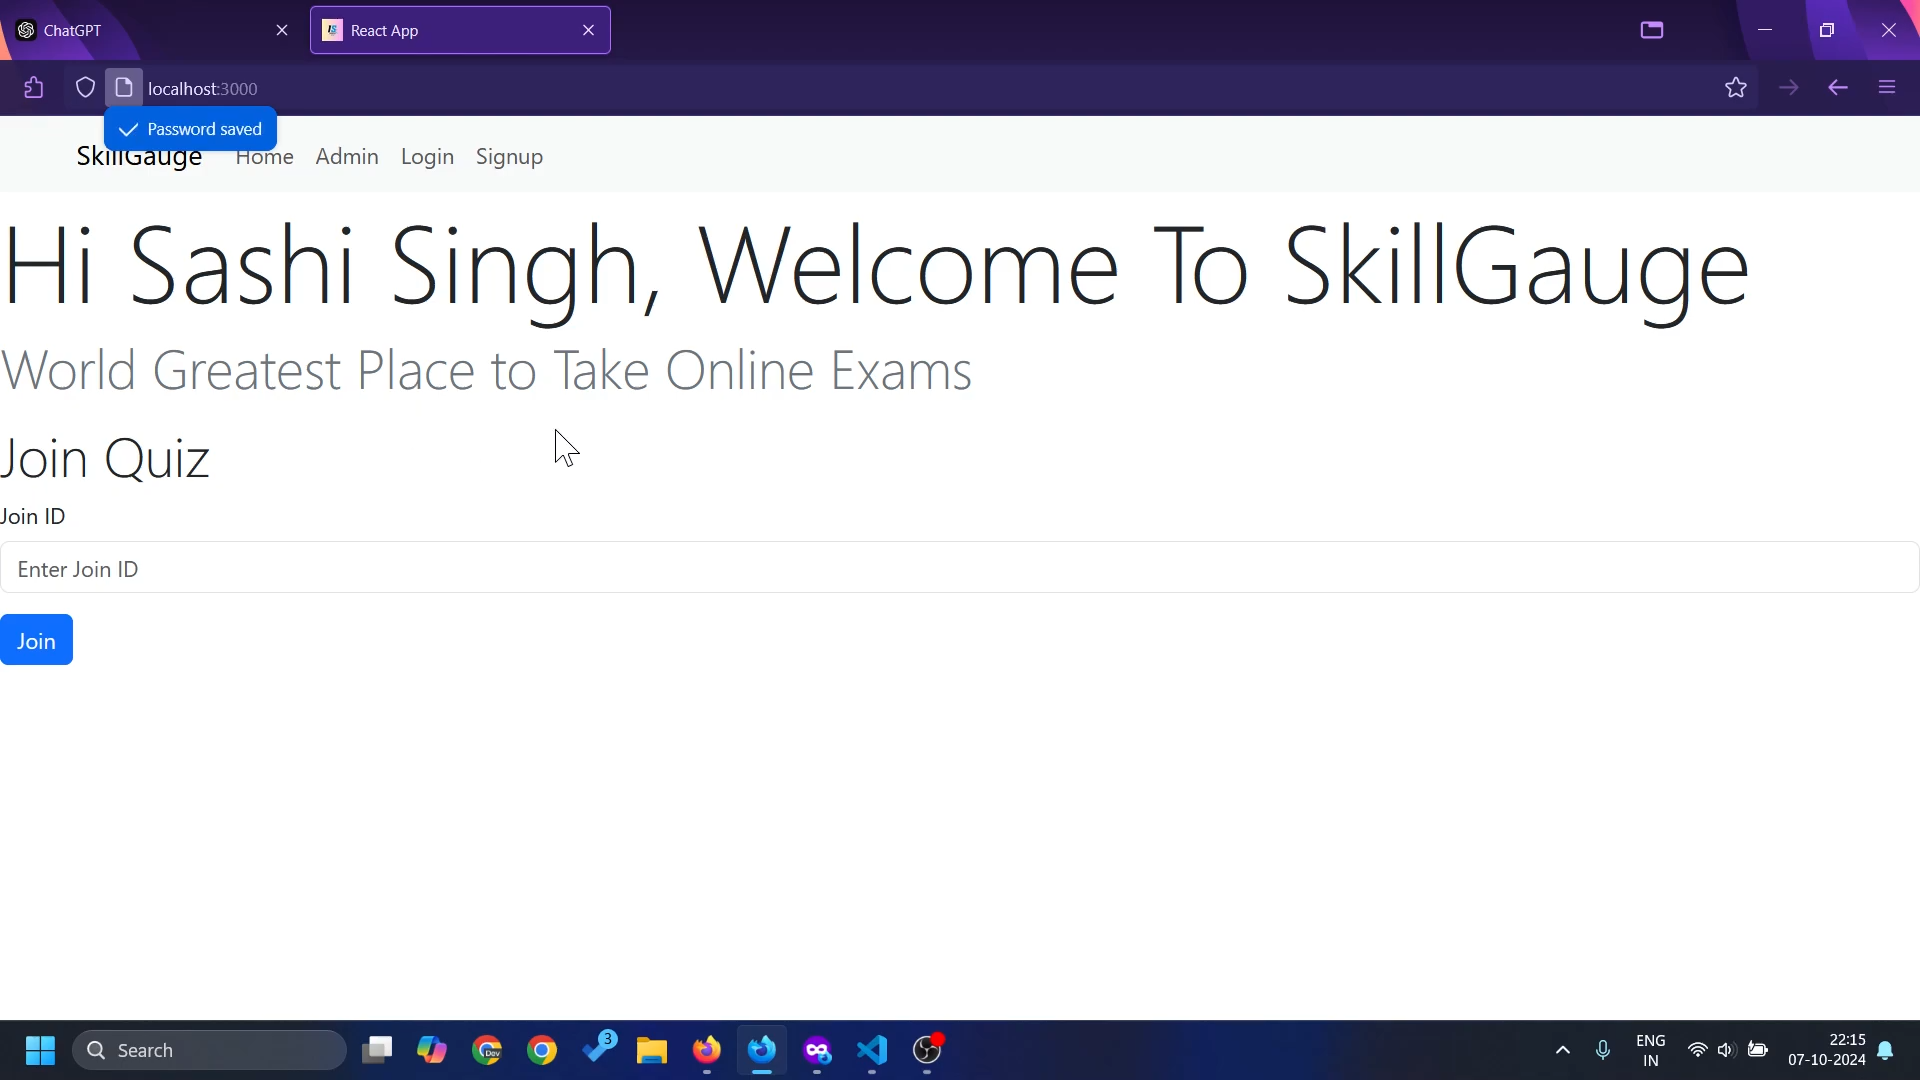 ChatGPT
React App
localhost:3000
Password saved
SkillGauge Home Admin Login Signup
Hi Sashi Singh, Welcome To SkillGauge
World Greatest Place to Take Online Exams
Join Quiz
Join ID
Enter Join ID
Join
Search
Dev
3
ENG
IN
22:15
07-10-2024